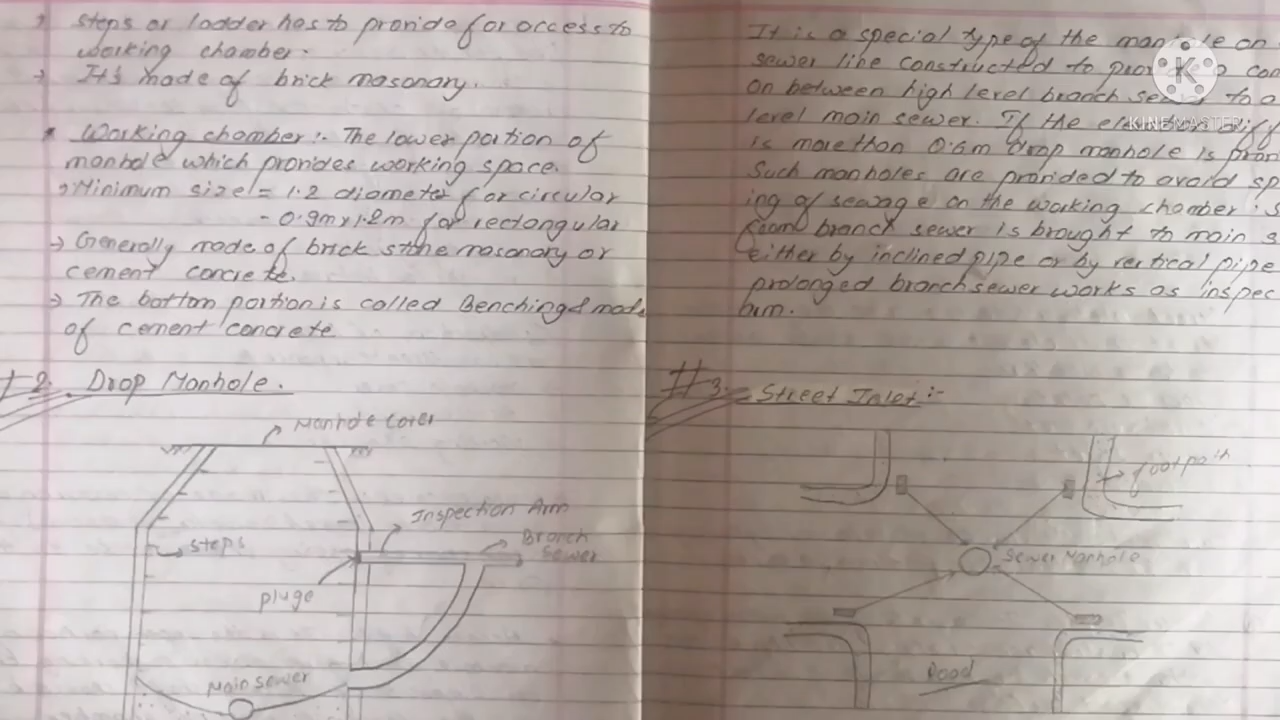 steps or ladder has to provide for access to
working chamber.
→ It's made of brick masonary.
* Working chamber :- The lower portion of
manhole which provides working space.
→ Minimum size = 1.2 diameter for circular
- 0.9m x 1.2m for rectangular
→ Generally made of brick stone masonary or
cement concrete.
→ The bottom portion is called Benching & made
of cement concrete
#2. Drop Manhole.
Manhole Cover
Inspection Arm
Branch
Sewer
steps
pluge
Main sewer
It is a special type of the manhole on
sewer line constructed to con
on between high level branch sewer to a
level main sewer. If the
is more than 0.6m drop manhole is
Such manholes are provided to avoid sp
ing of sewage on the working chamber. S
from branch sewer is brought to main s
either by inclined pipe or by vertical pipe
prolonged branch sewer works as inspec
arm.
#3. Street Inlet :-
footpath
Sewer Manhole
Road
K
KINEMASTER